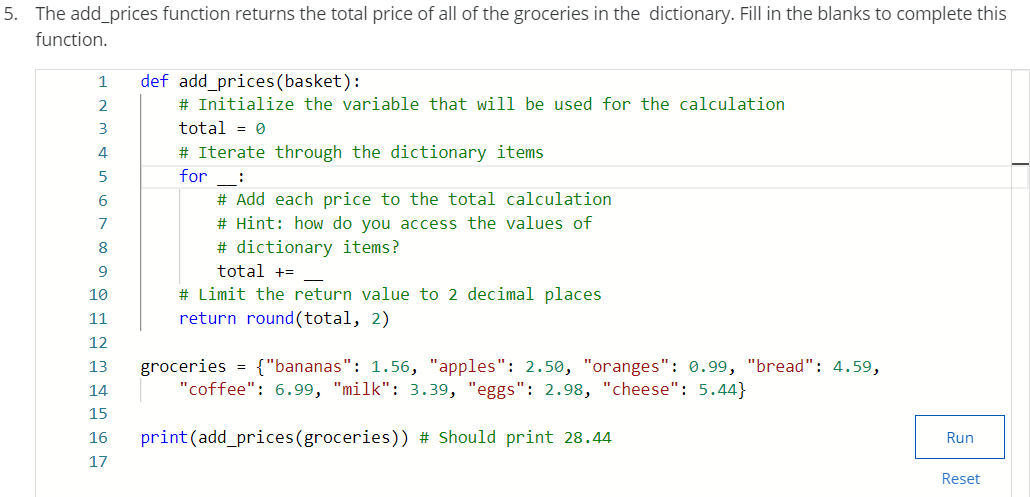 5. The add_prices function returns the total price of all of the groceries in the  dictionary. Fill in the blanks to complete this
function.
1 def add_prices(basket):
2     # Initialize the variable that will be used for the calculation
3     total = 0
4     # Iterate through the dictionary items
5     for __:
6         # Add each price to the total calculation
7         # Hint: how do you access the values of
8         # dictionary items?
9         total += __
10     # Limit the return value to 2 decimal places
11     return round(total, 2)
12
13 groceries = {"bananas": 1.56, "apples": 2.50, "oranges": 0.99, "bread": 4.59,
14     "coffee": 6.99, "milk": 3.39, "eggs": 2.98, "cheese": 5.44}
15
16 print(add_prices(groceries)) # Should print 28.44
17
Run
Reset